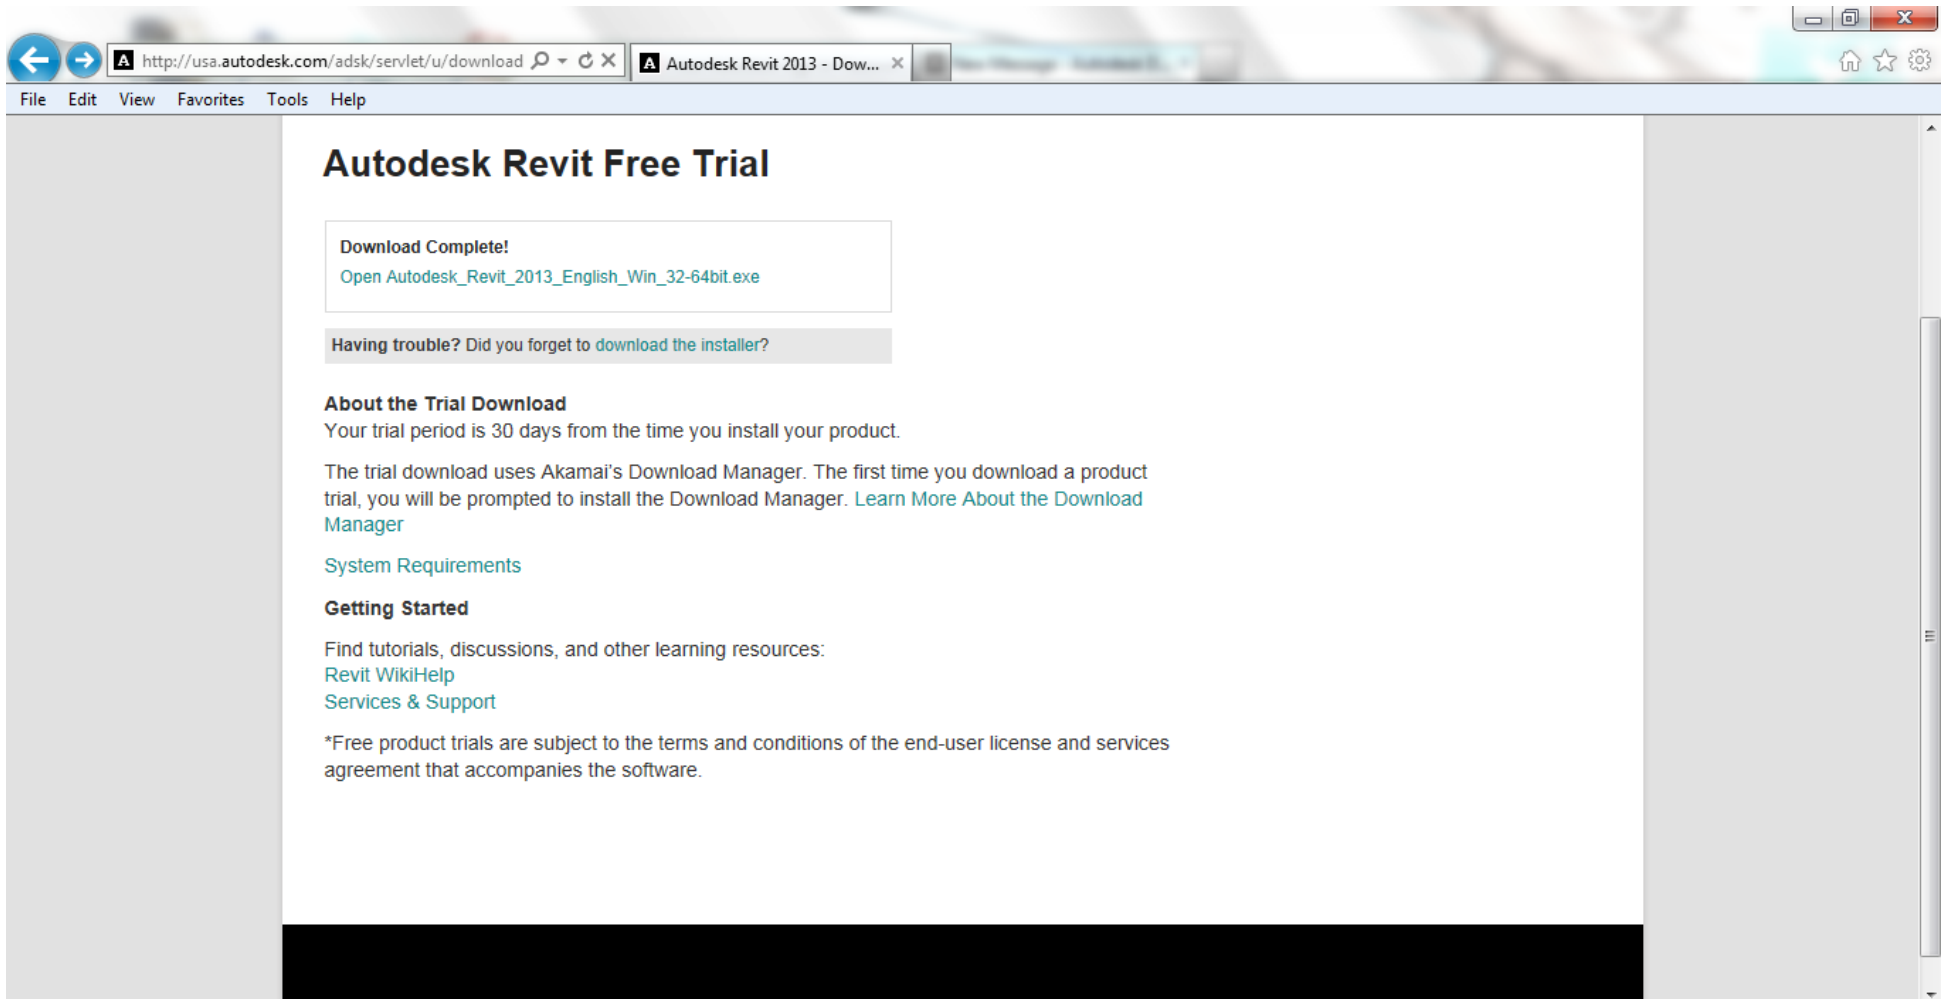 http://usa.autodesk.com/adsk/servlet/u/download
A Autodesk Revit 2013 - Dow...
File Edit View Favorites Tools Help
Autodesk Revit Free Trial
Download Complete!
Open Autodesk_Revit_2013_English_Win_32-64bit.exe
Having trouble? Did you forget to download the installer?
About the Trial Download
Your trial period is 30 days from the time you install your product.
The trial download uses Akamai's Download Manager. The first time you download a product
trial, you will be prompted to install the Download Manager. Learn More About the Download
Manager
System Requirements
Getting Started
Find tutorials, discussions, and other learning resources:
Revit WikiHelp
Services & Support
*Free product trials are subject to the terms and conditions of the end-user license and services
agreement that accompanies the software.